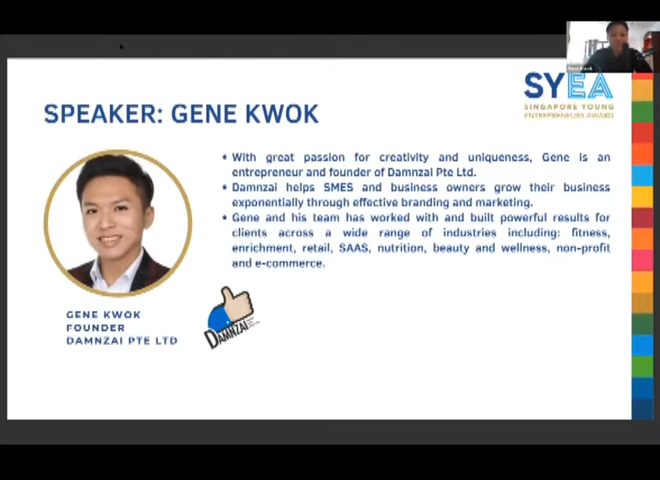 SPEAKER: GENE KWOK
SYEA
SINGAPORE YOUNG
ENTREPRENEURS AWARD
• With great passion for creativity and uniqueness, Gene is an
entrepreneur and founder of Damnzai Pte Ltd.
• Damnzai helps SMES and business owners grow their business
exponentially through effective branding and marketing.
• Gene and his team has worked with and built powerful results for
clients across a wide range of industries including: fitness,
enrichment, retail, SAAS, nutrition, beauty and wellness, non-profit
and e-commerce.
GENE KWOK
FOUNDER
DAMNZAI PTE LTD
DAMNZAI